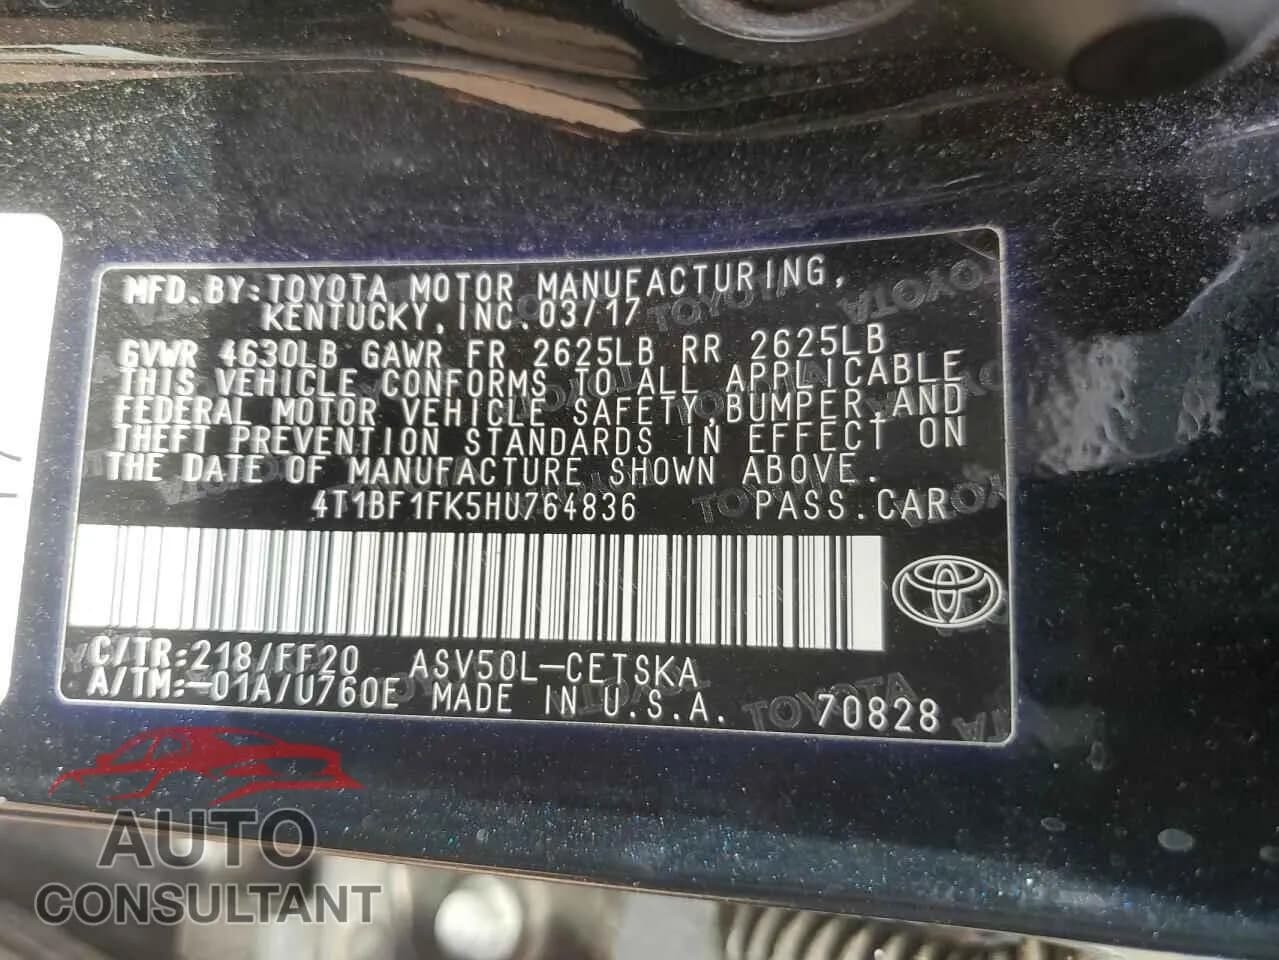 MFD.BY:TOYOTA MOTOR MANUFACTURING,
KENTUCKY,INC.03/17
GVWR 4630LB GAWR FR 2625LB RR 2625LB
THIS VEHICLE CONFORMS TO ALL APPLICABLE
FEDERAL MOTOR VEHICLE SAFETY,BUMPER,AND
THEFT PREVENTION STANDARDS IN EFFECT ON
THE DATE OF MANUFACTURE SHOWN ABOVE.
4T1BF1FK5HU764836 PASS.CAR
C/TR:218/FF20 ASV50L-CETSKA
A/TM:-01A/U760E MADE IN U.S.A. 70828
AUTO
CONSULTANT